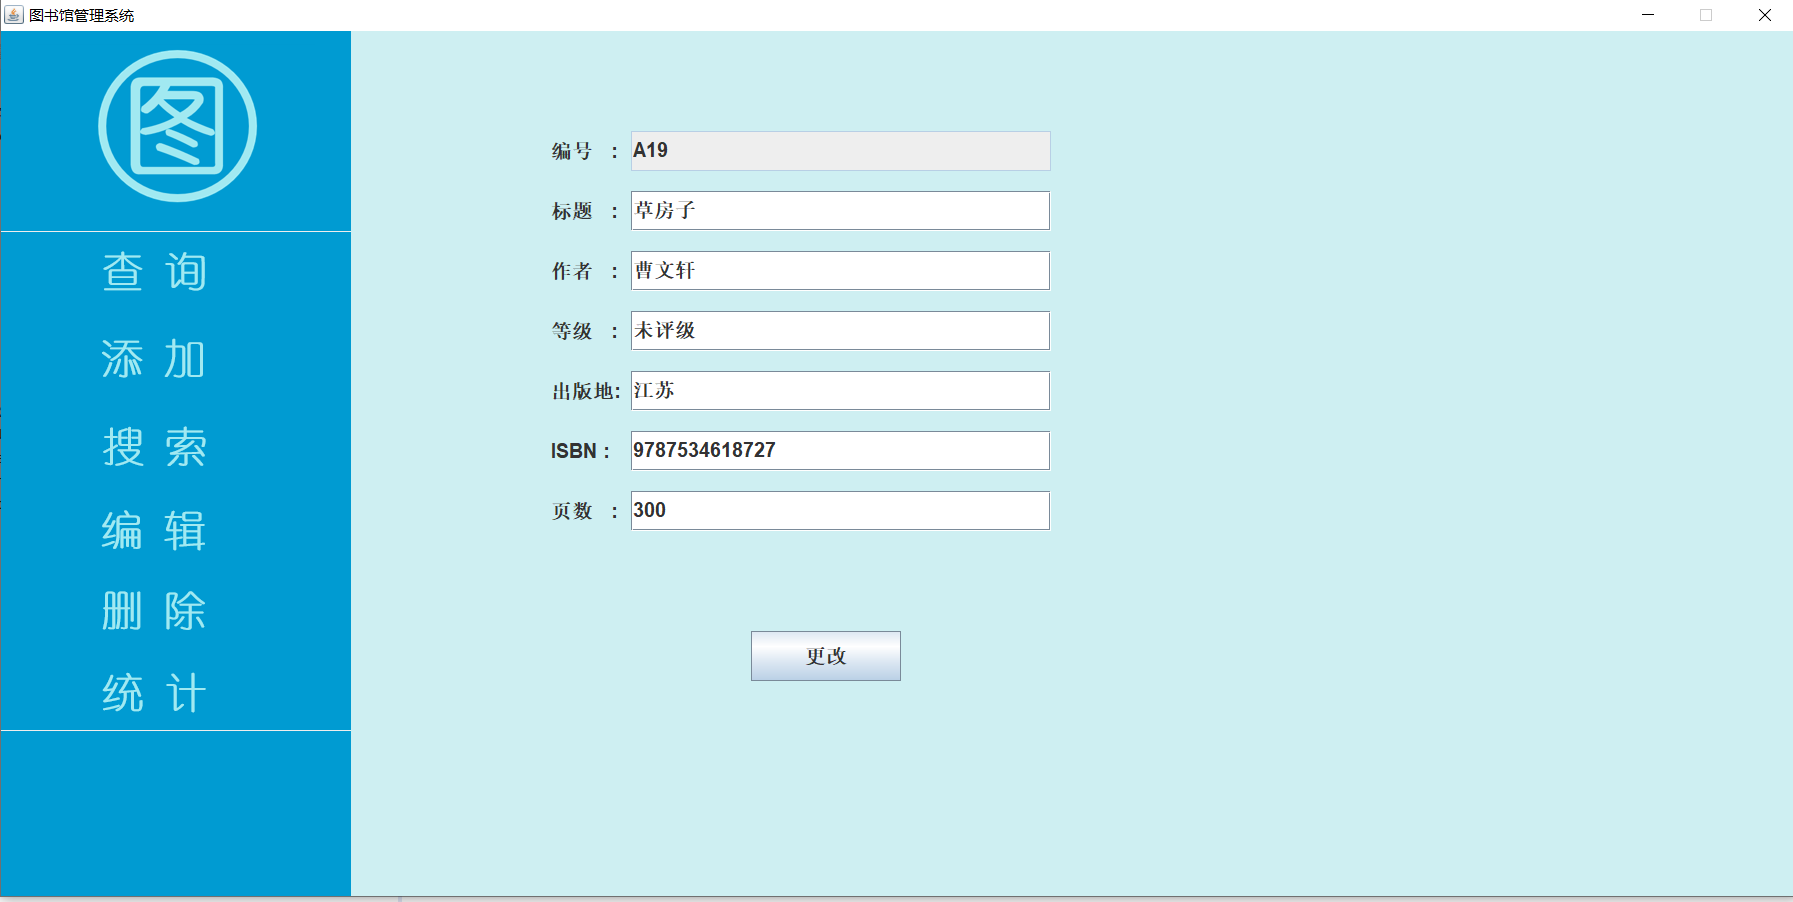 图书馆管理系统
图
查 询
添 加
搜 索
编 辑
删 除
统 计
编号 : A19
标题 : 草房子
作者 : 曹文轩
等级 : 未评级
出版地: 江苏
ISBN : 9787534618727
页数 : 300
更改